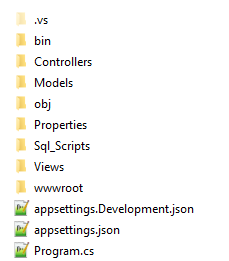 .vs
bin
Controllers
Models
obj
Properties
Sql_Scripts
Views
wwwroot
appsettings.Development.json
appsettings.json
Program.cs